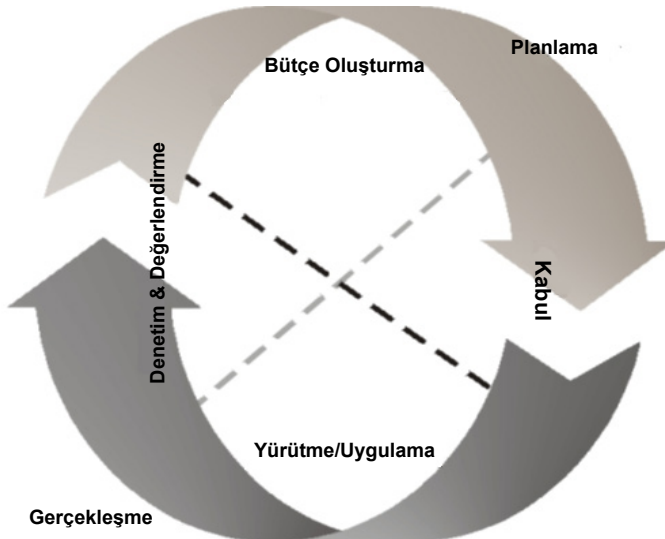 Planlama
Bütçe Oluşturma
Denetim & Değerlendirme
Kabul
Yürütme/Uygulama
Gerçekleşme